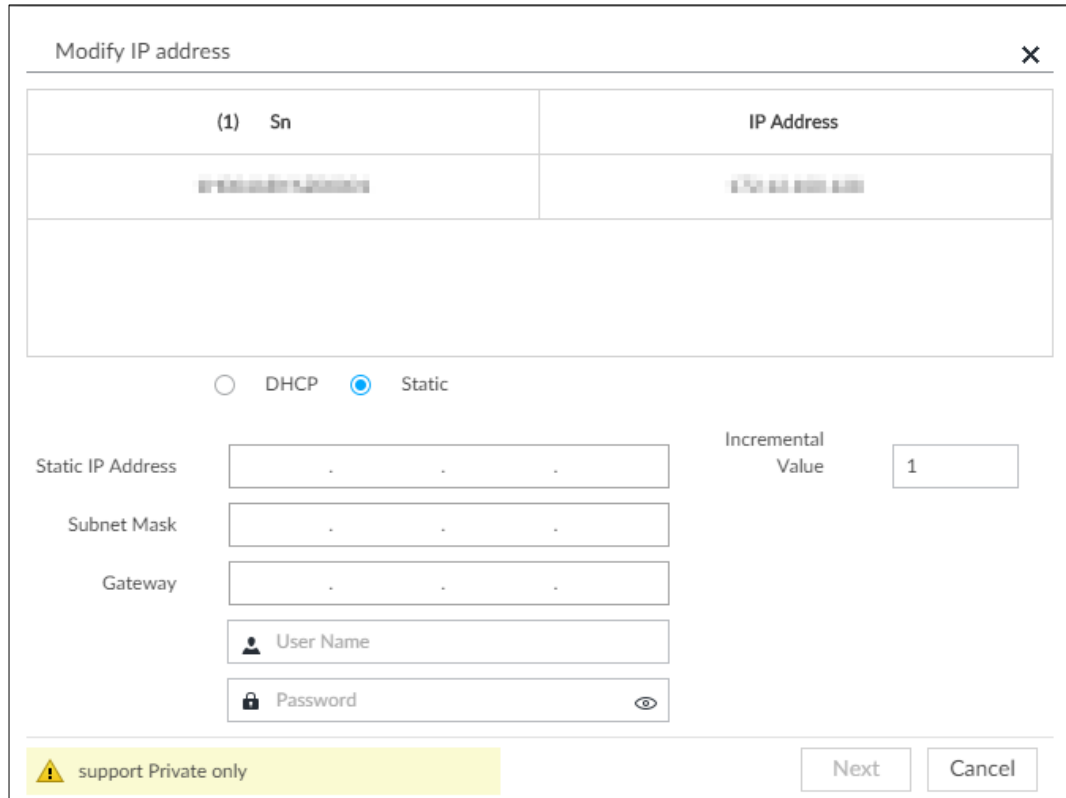 Modify IP address
(1) Sn IP Address
DHCP Static
Incremental
Static IP Address Value 1
Subnet Mask
Gateway
User Name
Password
support Private only Next Cancel